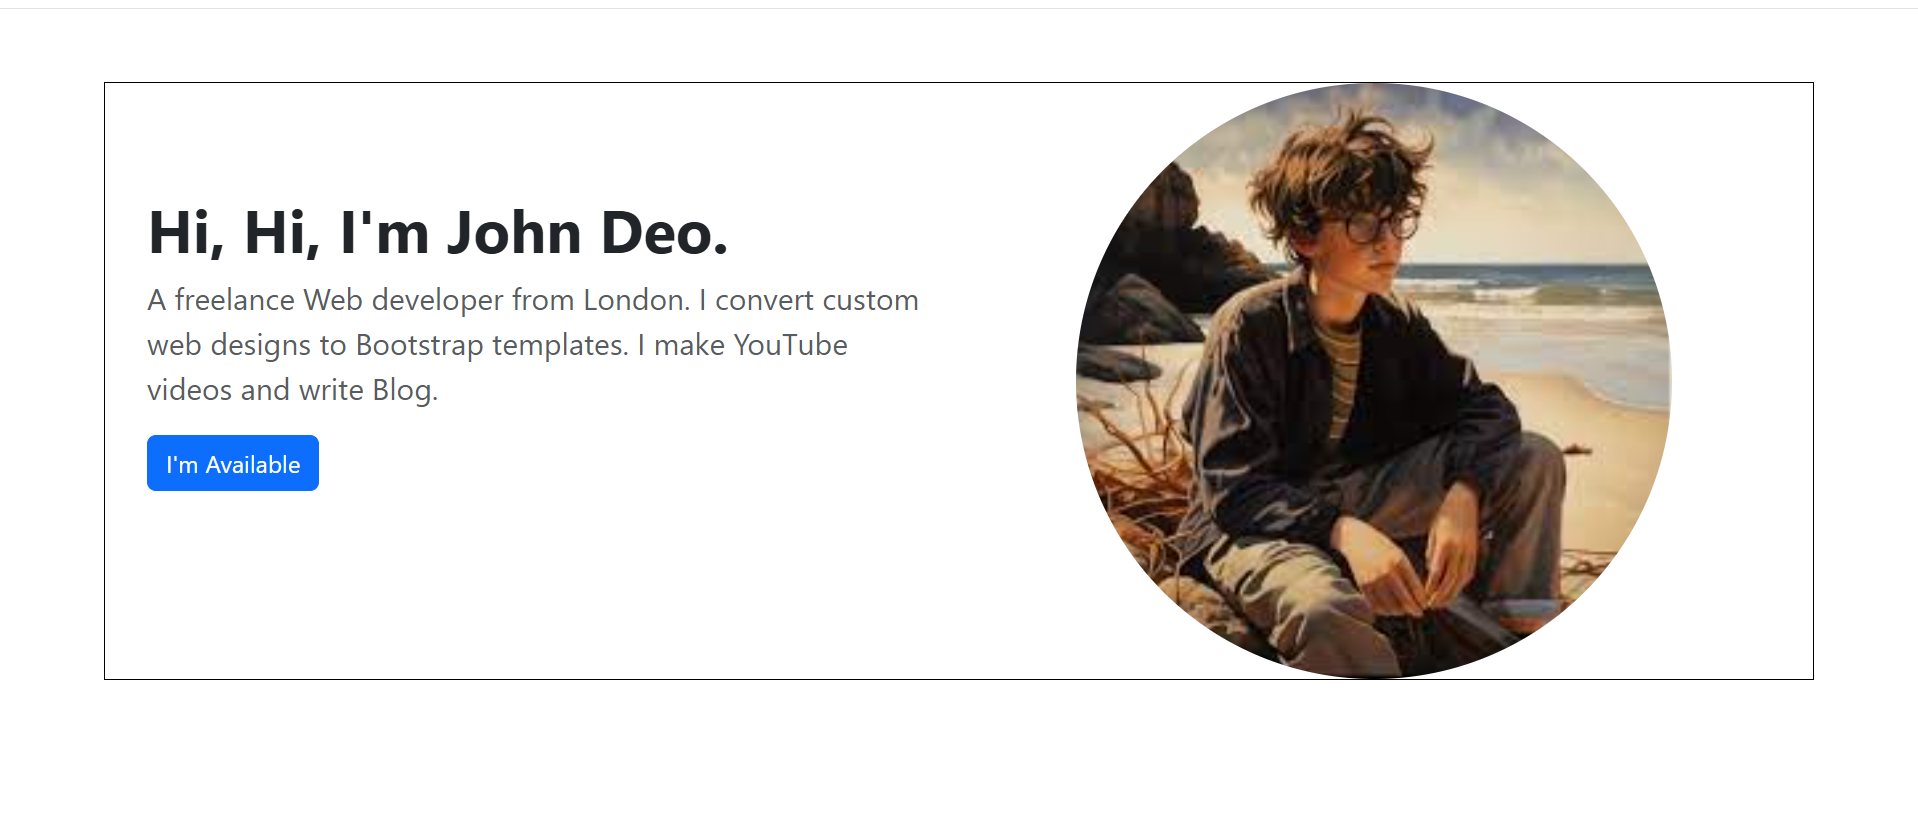 Hi, Hi, I'm John Deo.
A freelance Web developer from London. I convert custom
web designs to Bootstrap templates. I make YouTube
videos and write Blog.
I'm Available